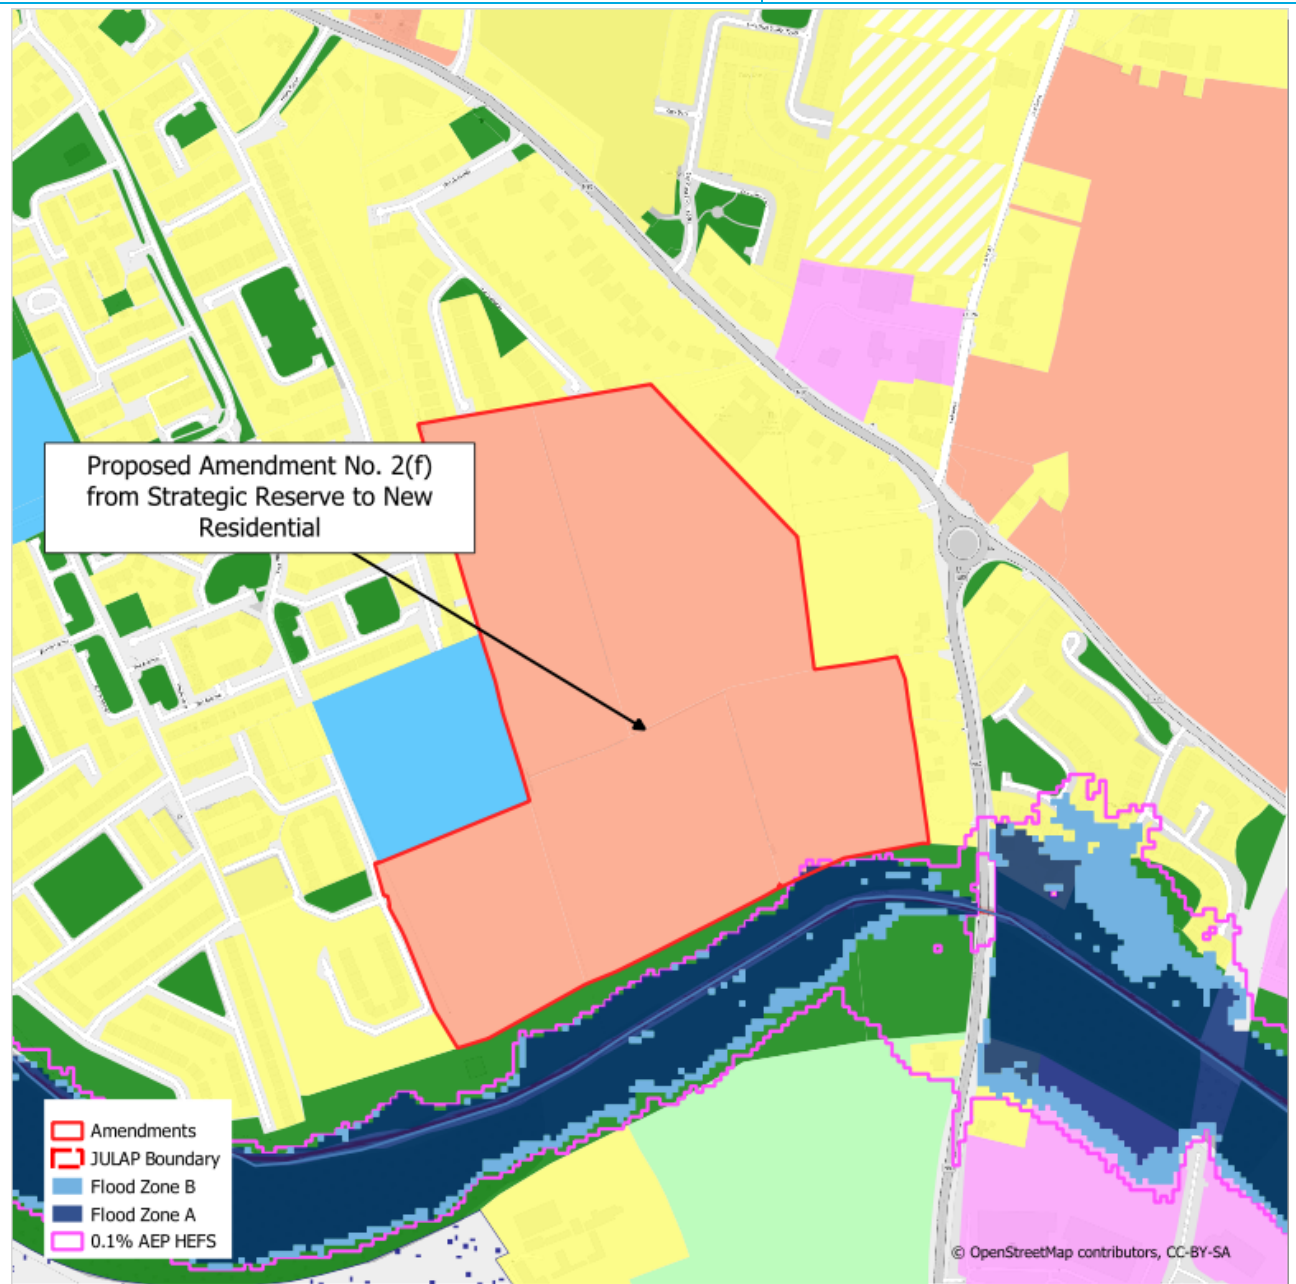 Proposed Amendment No. 2(f)
from Strategic Reserve to New
Residential
Amendments
JULAP Boundary
Flood Zone B
Flood Zone A
0.1% AEP HEFS
© OpenStreetMap contributors, CC-BY-SA